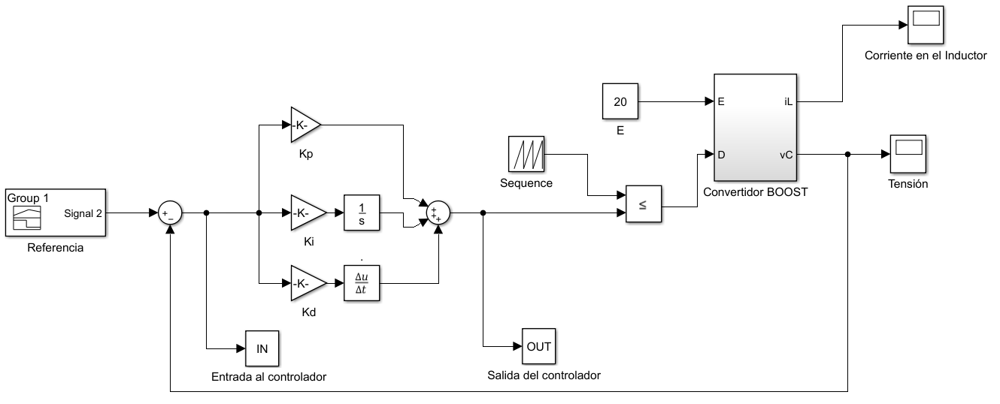 Corriente en el Inductor
20
E
E
iL
D
vC
Convertidor BOOST
Tensión
-K-
Kp
Sequence
≤
Group 1
Signal 2
Referencia
+
−
-K-
Ki
1
s
+
+
+
.
-K-
Kd
Δu
Δt
IN
Entrada al controlador
OUT
Salida del controlador